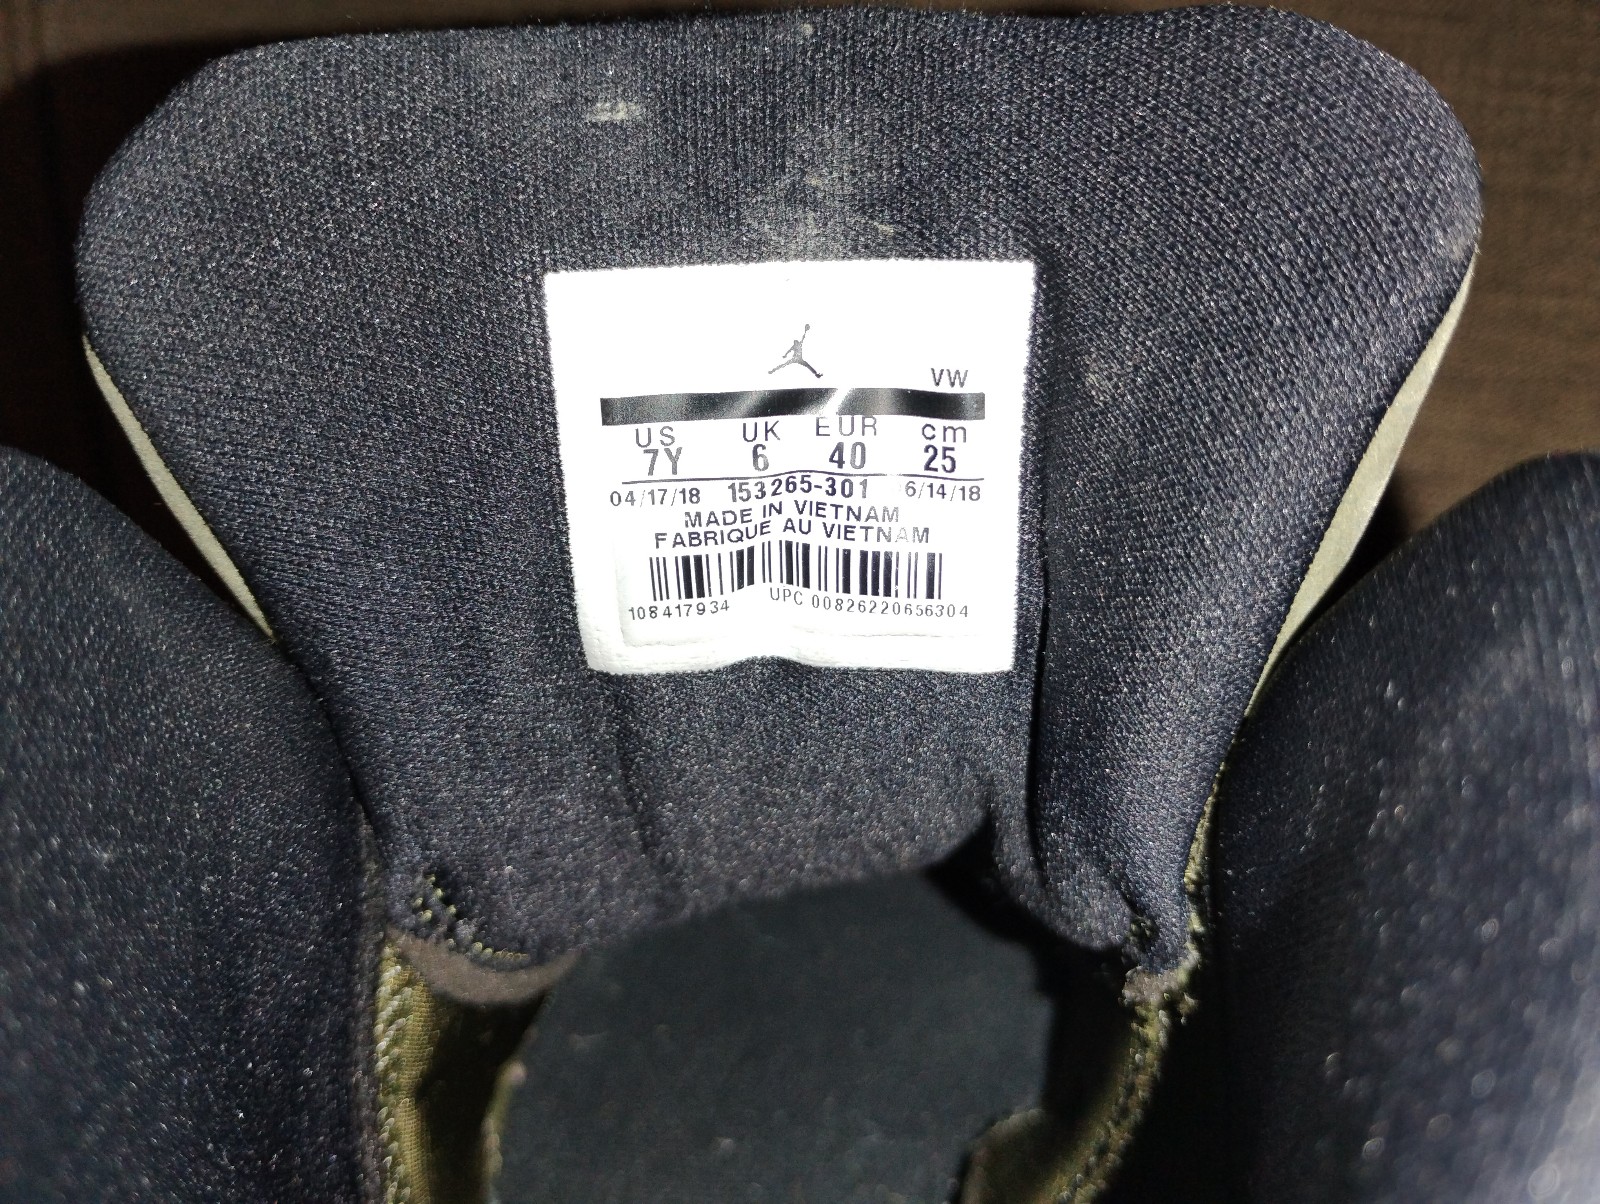 VW
US UK EUR cm
7Y 6 40 25
04/17/18 153265-301 6/14/18
MADE IN VIETNAM
FABRIQUE AU VIETNAM
108417934 UPC 00826220656304